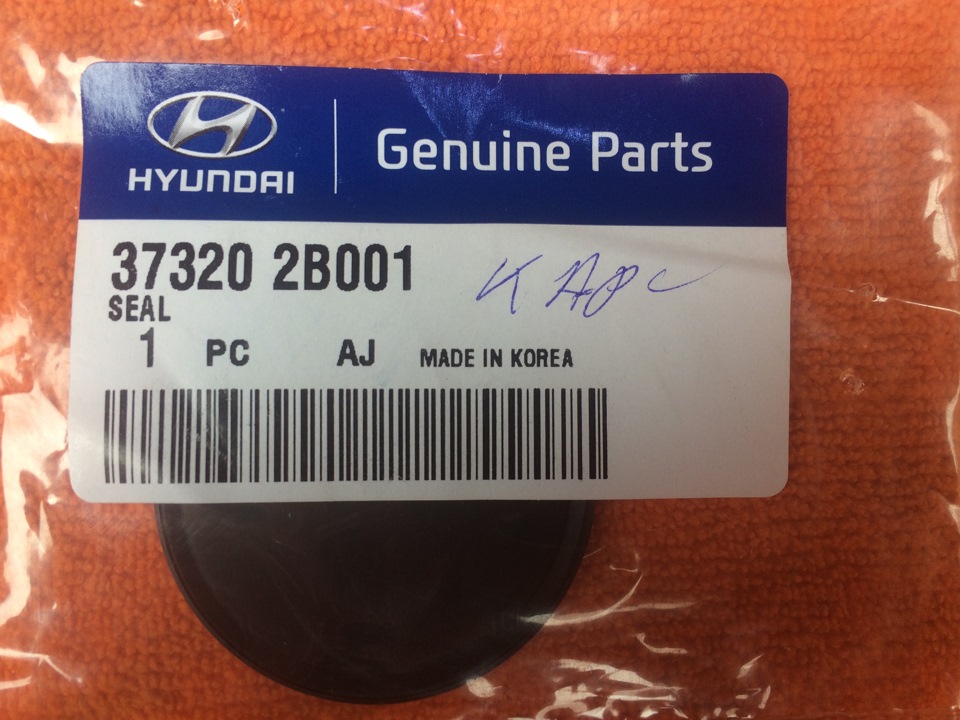 HYUNDAI
Genuine Parts
37320 2B001
SEAL
1 PC AJ MADE IN KOREA